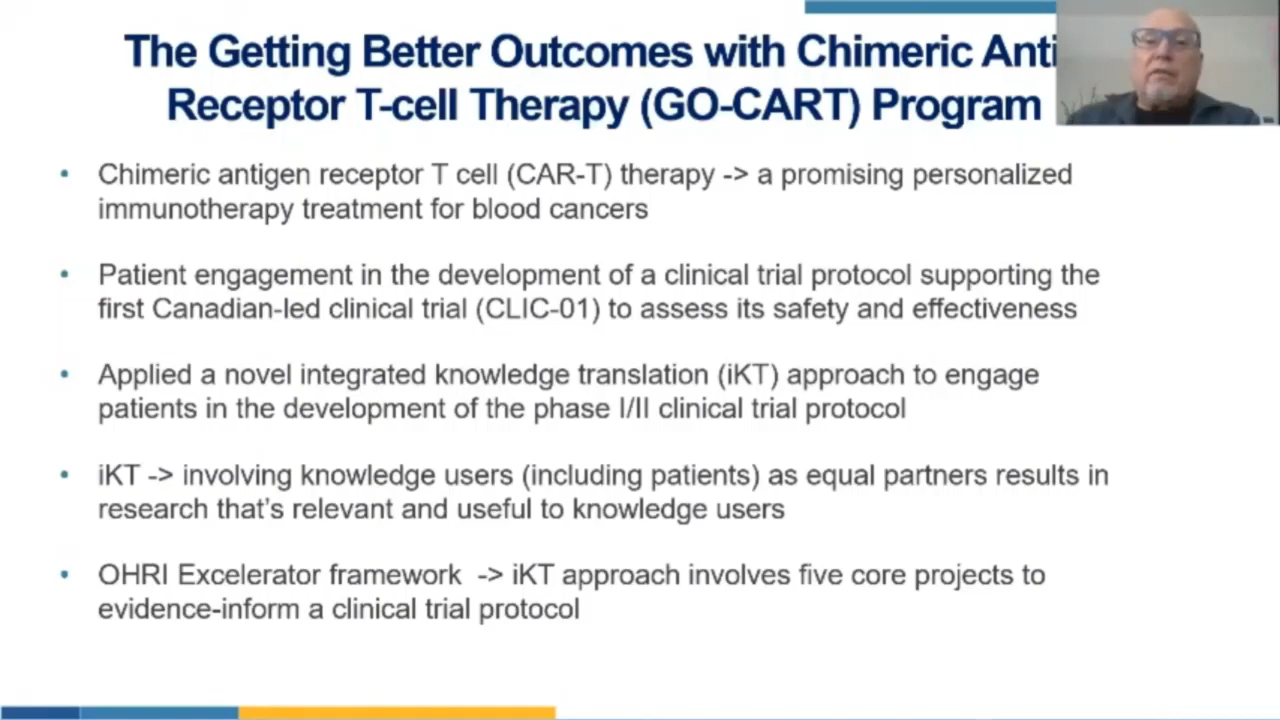 The Getting Better Outcomes with Chimeric Anti
Receptor T-cell Therapy (GO-CART) Program
• Chimeric antigen receptor T cell (CAR-T) therapy -> a promising personalized
immunotherapy treatment for blood cancers
• Patient engagement in the development of a clinical trial protocol supporting the
first Canadian-led clinical trial (CLIC-01) to assess its safety and effectiveness
• Applied a novel integrated knowledge translation (iKT) approach to engage
patients in the development of the phase I/II clinical trial protocol
• iKT -> involving knowledge users (including patients) as equal partners results in
research that's relevant and useful to knowledge users
• OHRI Excelerator framework -> iKT approach involves five core projects to
evidence-inform a clinical trial protocol